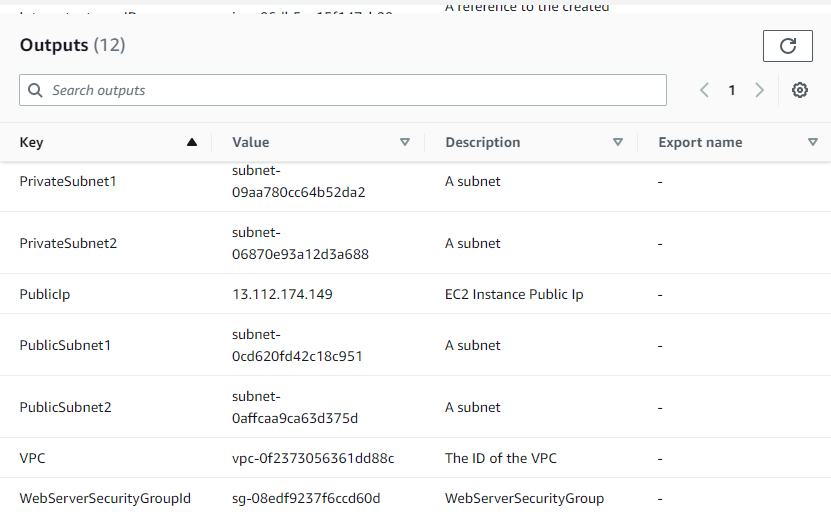 A reference to the created
Outputs (12)
Search outputs
1
Key Value Description Export name
PrivateSubnet1 subnet-09aa780cc64b52da2 A subnet -
PrivateSubnet2 subnet-06870e93a12d3a688 A subnet -
PublicIp 13.112.174.149 EC2 Instance Public Ip -
PublicSubnet1 subnet-0cd620fd42c18c951 A subnet -
PublicSubnet2 subnet-0affcaa9ca63d375d A subnet -
VPC vpc-0f2373056361dd88c The ID of the VPC -
WebServerSecurityGroupId sg-08edf9237f6ccd60d WebServerSecurityGroup -